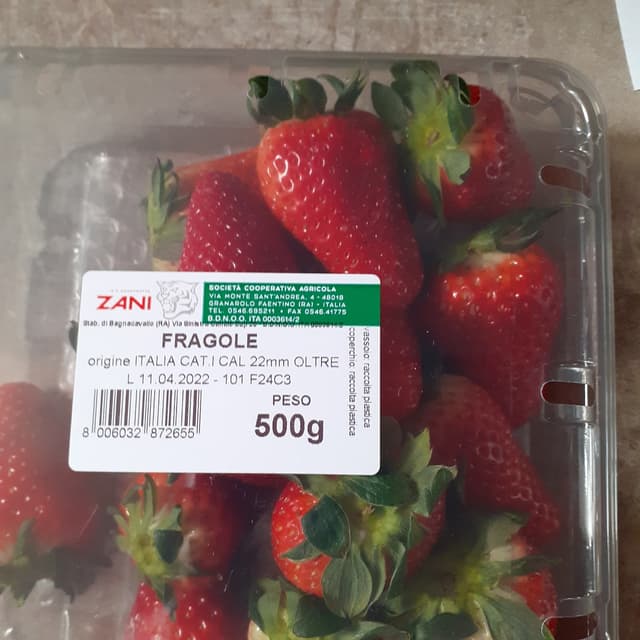 ZANI
SOCIETÀ COOPERATIVA AGRICOLA
VIA MONTE SANT'ANDREA, 4 - 48018
GRANAROLO FAENTINO (RA) - ITALIA
TEL. 0546.695211 - FAX 0546.41775
B.D.N.O.O. ITA 0003614/2
Stab. di Bagnacavallo (RA) Via
FRAGOLE
origine ITALIA CAT.I CAL 22mm OLTRE
L 11.04.2022 - 101 F24C3
PESO
500g
8 006032 872655
vassoio: raccolta plastica
coperchio: raccolta plastica